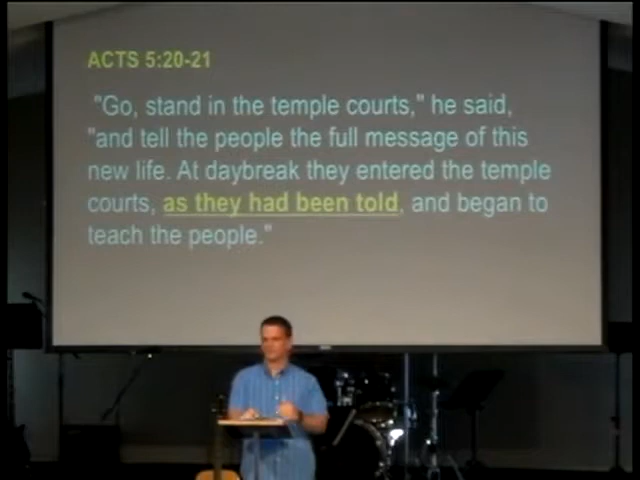 ACTS 5:20-21
"Go, stand in the temple courts," he said,
"and tell the people the full message of this
new life. At daybreak they entered the temple
courts, as they had been told, and began to
teach the people."